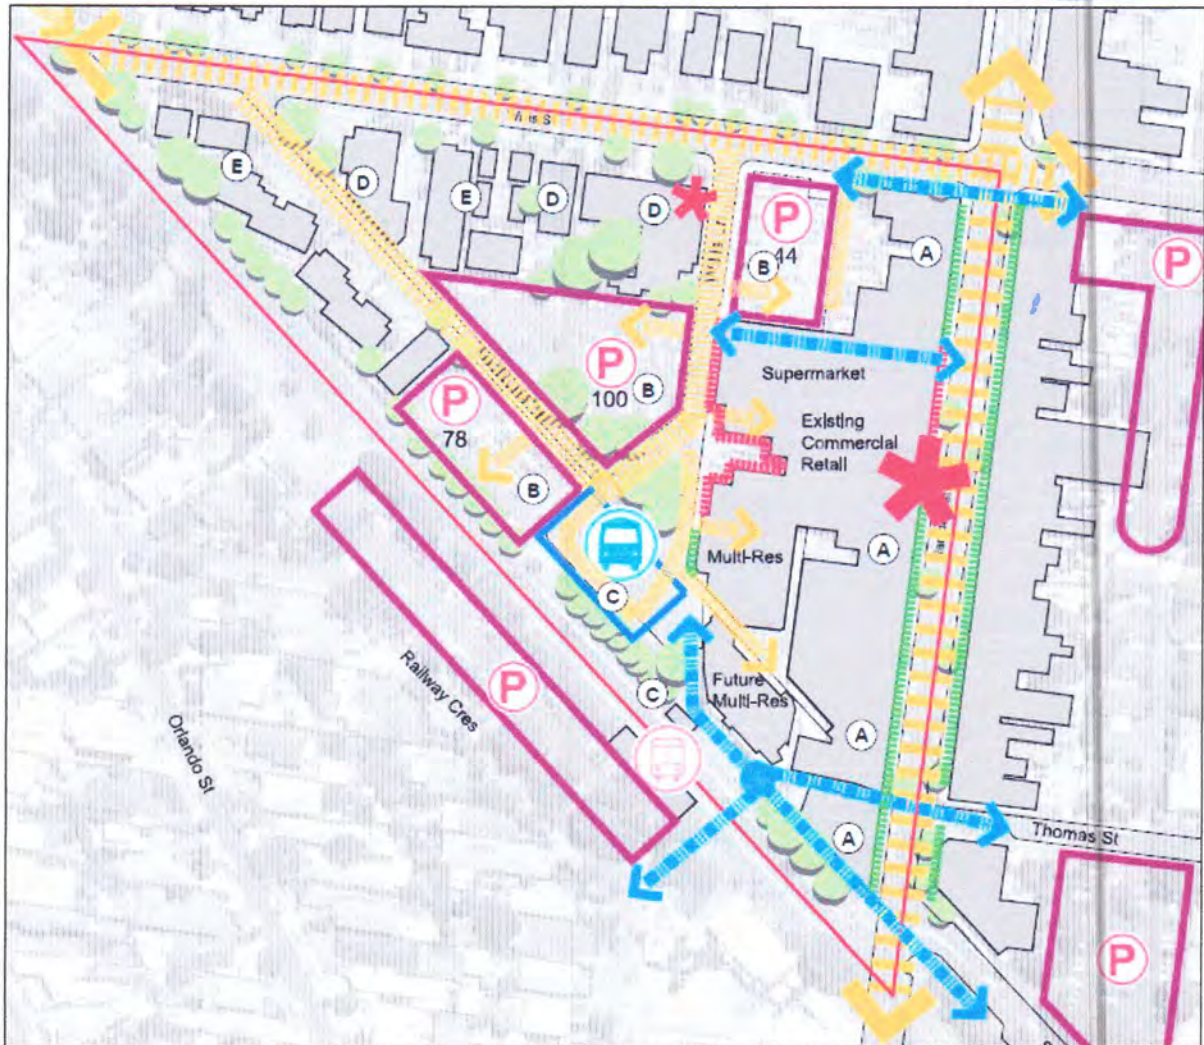 E
D
E
D
D
P
44
B
A
P
P
100
B
Supermarket
P
78
B
Existing
Commercial
Retail
Multi-Res
A
C
C
Future
Multi-Res
P
Railway Cres
Orlando St
A
A
Thomas St
P